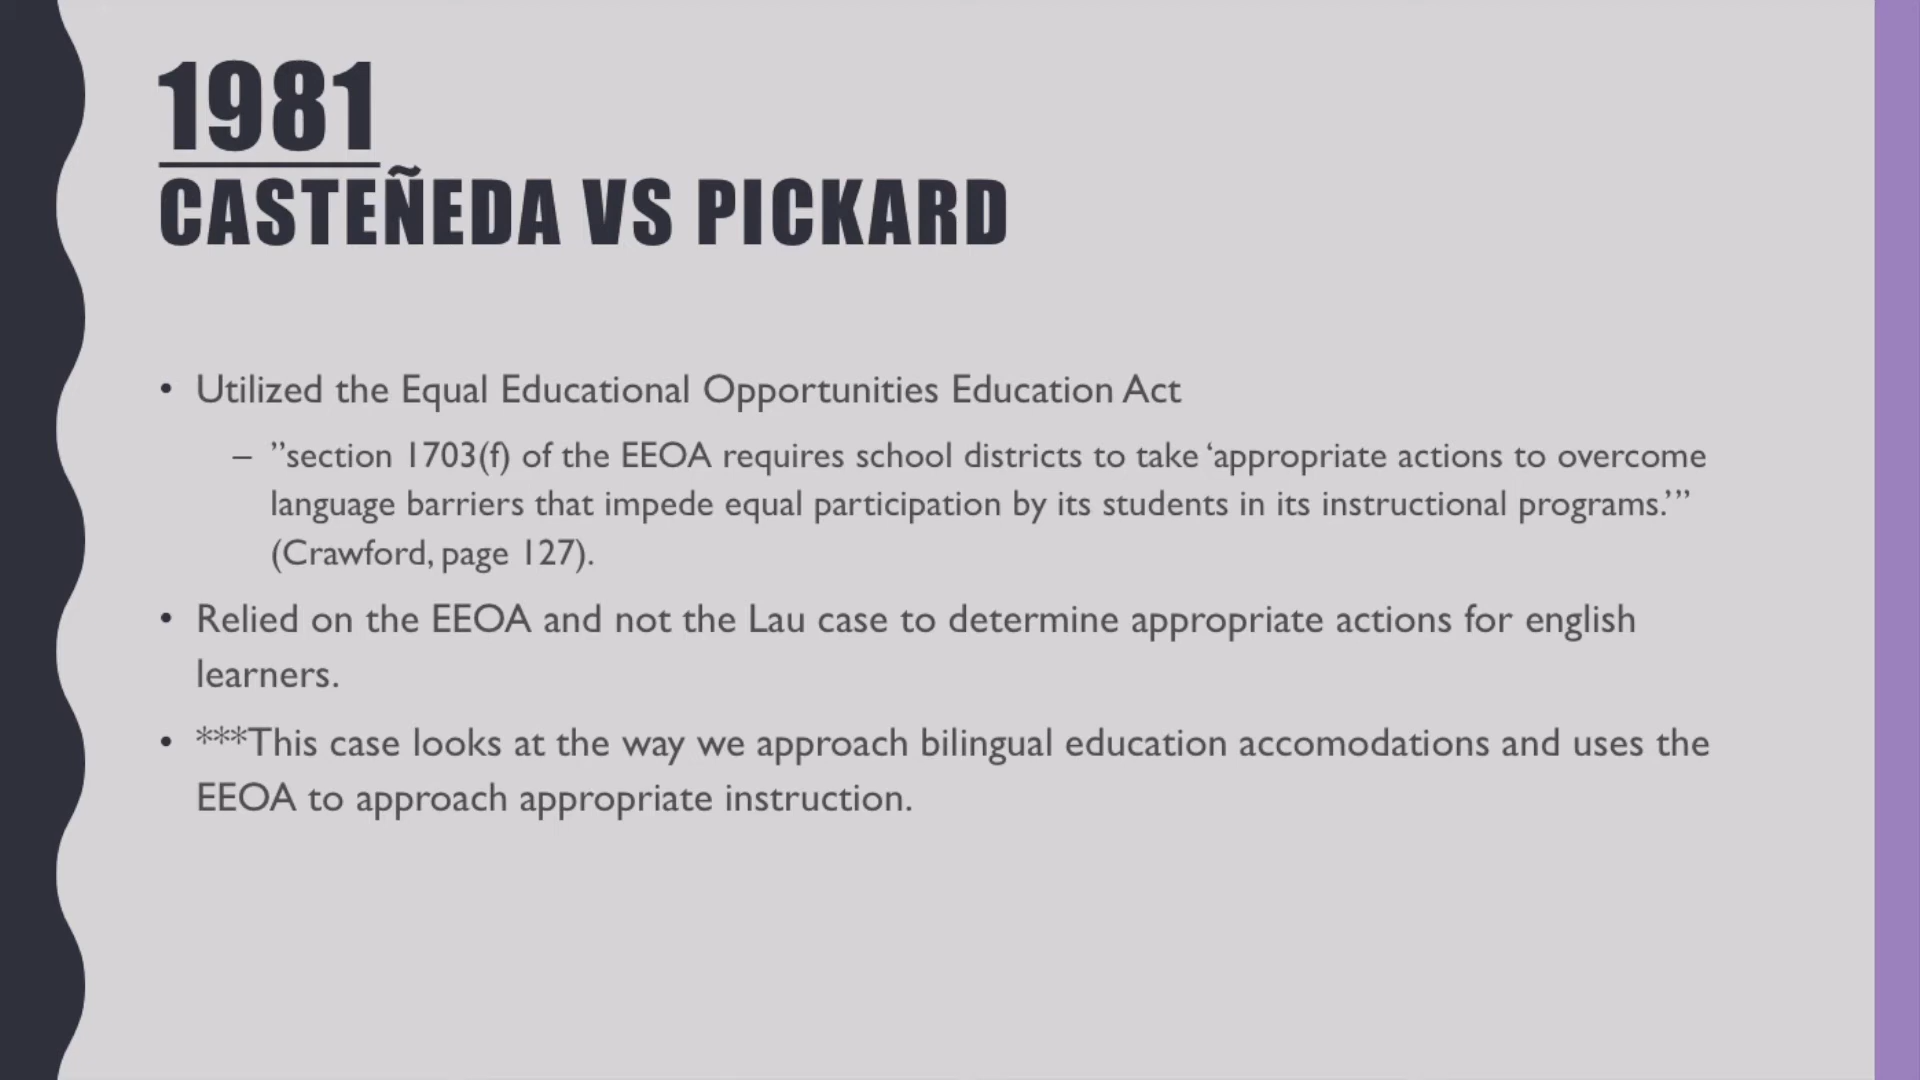 1981
CASTEÑEDA VS PICKARD
• Utilized the Equal Educational Opportunities Education Act
– ”section 1703(f) of the EEOA requires school districts to take ‘appropriate actions to overcome
language barriers that impede equal participation by its students in its instructional programs.’”
(Crawford, page 127).
• Relied on the EEOA and not the Lau case to determine appropriate actions for english
learners.
• ***This case looks at the way we approach bilingual education accomodations and uses the
EEOA to approach appropriate instruction.